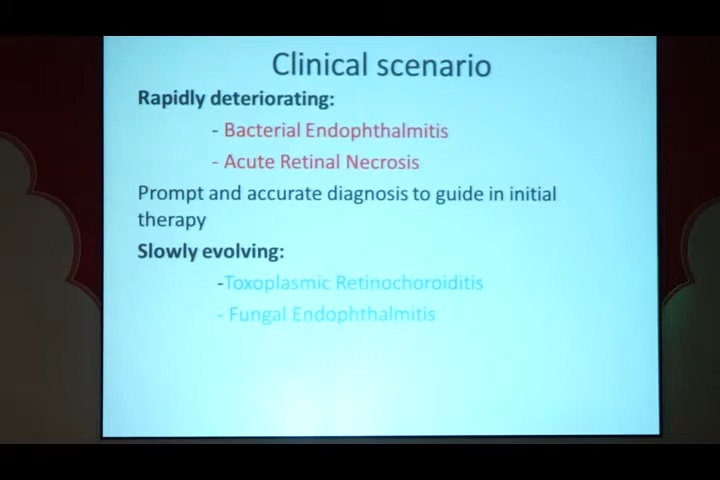 Clinical scenario
Rapidly deteriorating:
- Bacterial Endophthalmitis
- Acute Retinal Necrosis
Prompt and accurate diagnosis to guide in initial
therapy
Slowly evolving:
-Toxoplasmic Retinochoroiditis
- Fungal Endophthalmitis